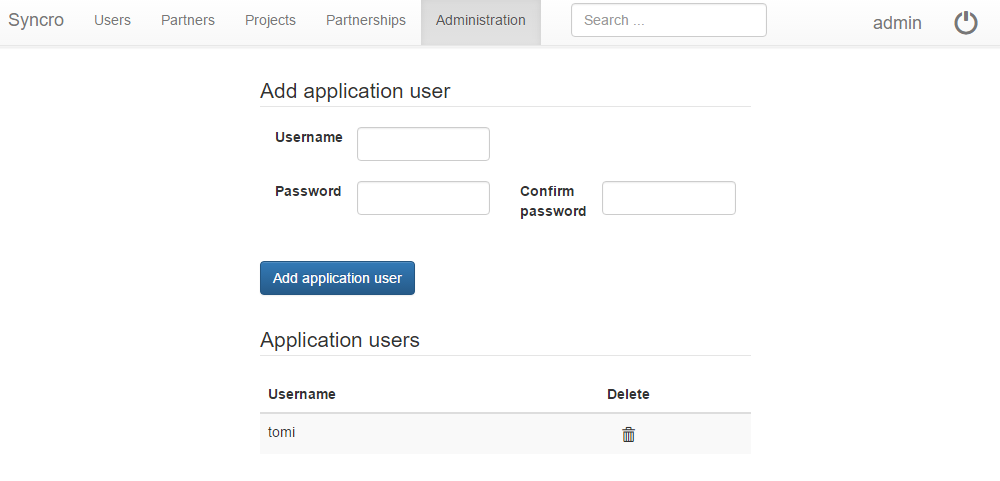 Syncro Users Partners Projects Partnerships Administration Search ... admin
Add application user
Username
Password Confirm password
Add application user
Application users
Username Delete
tomi